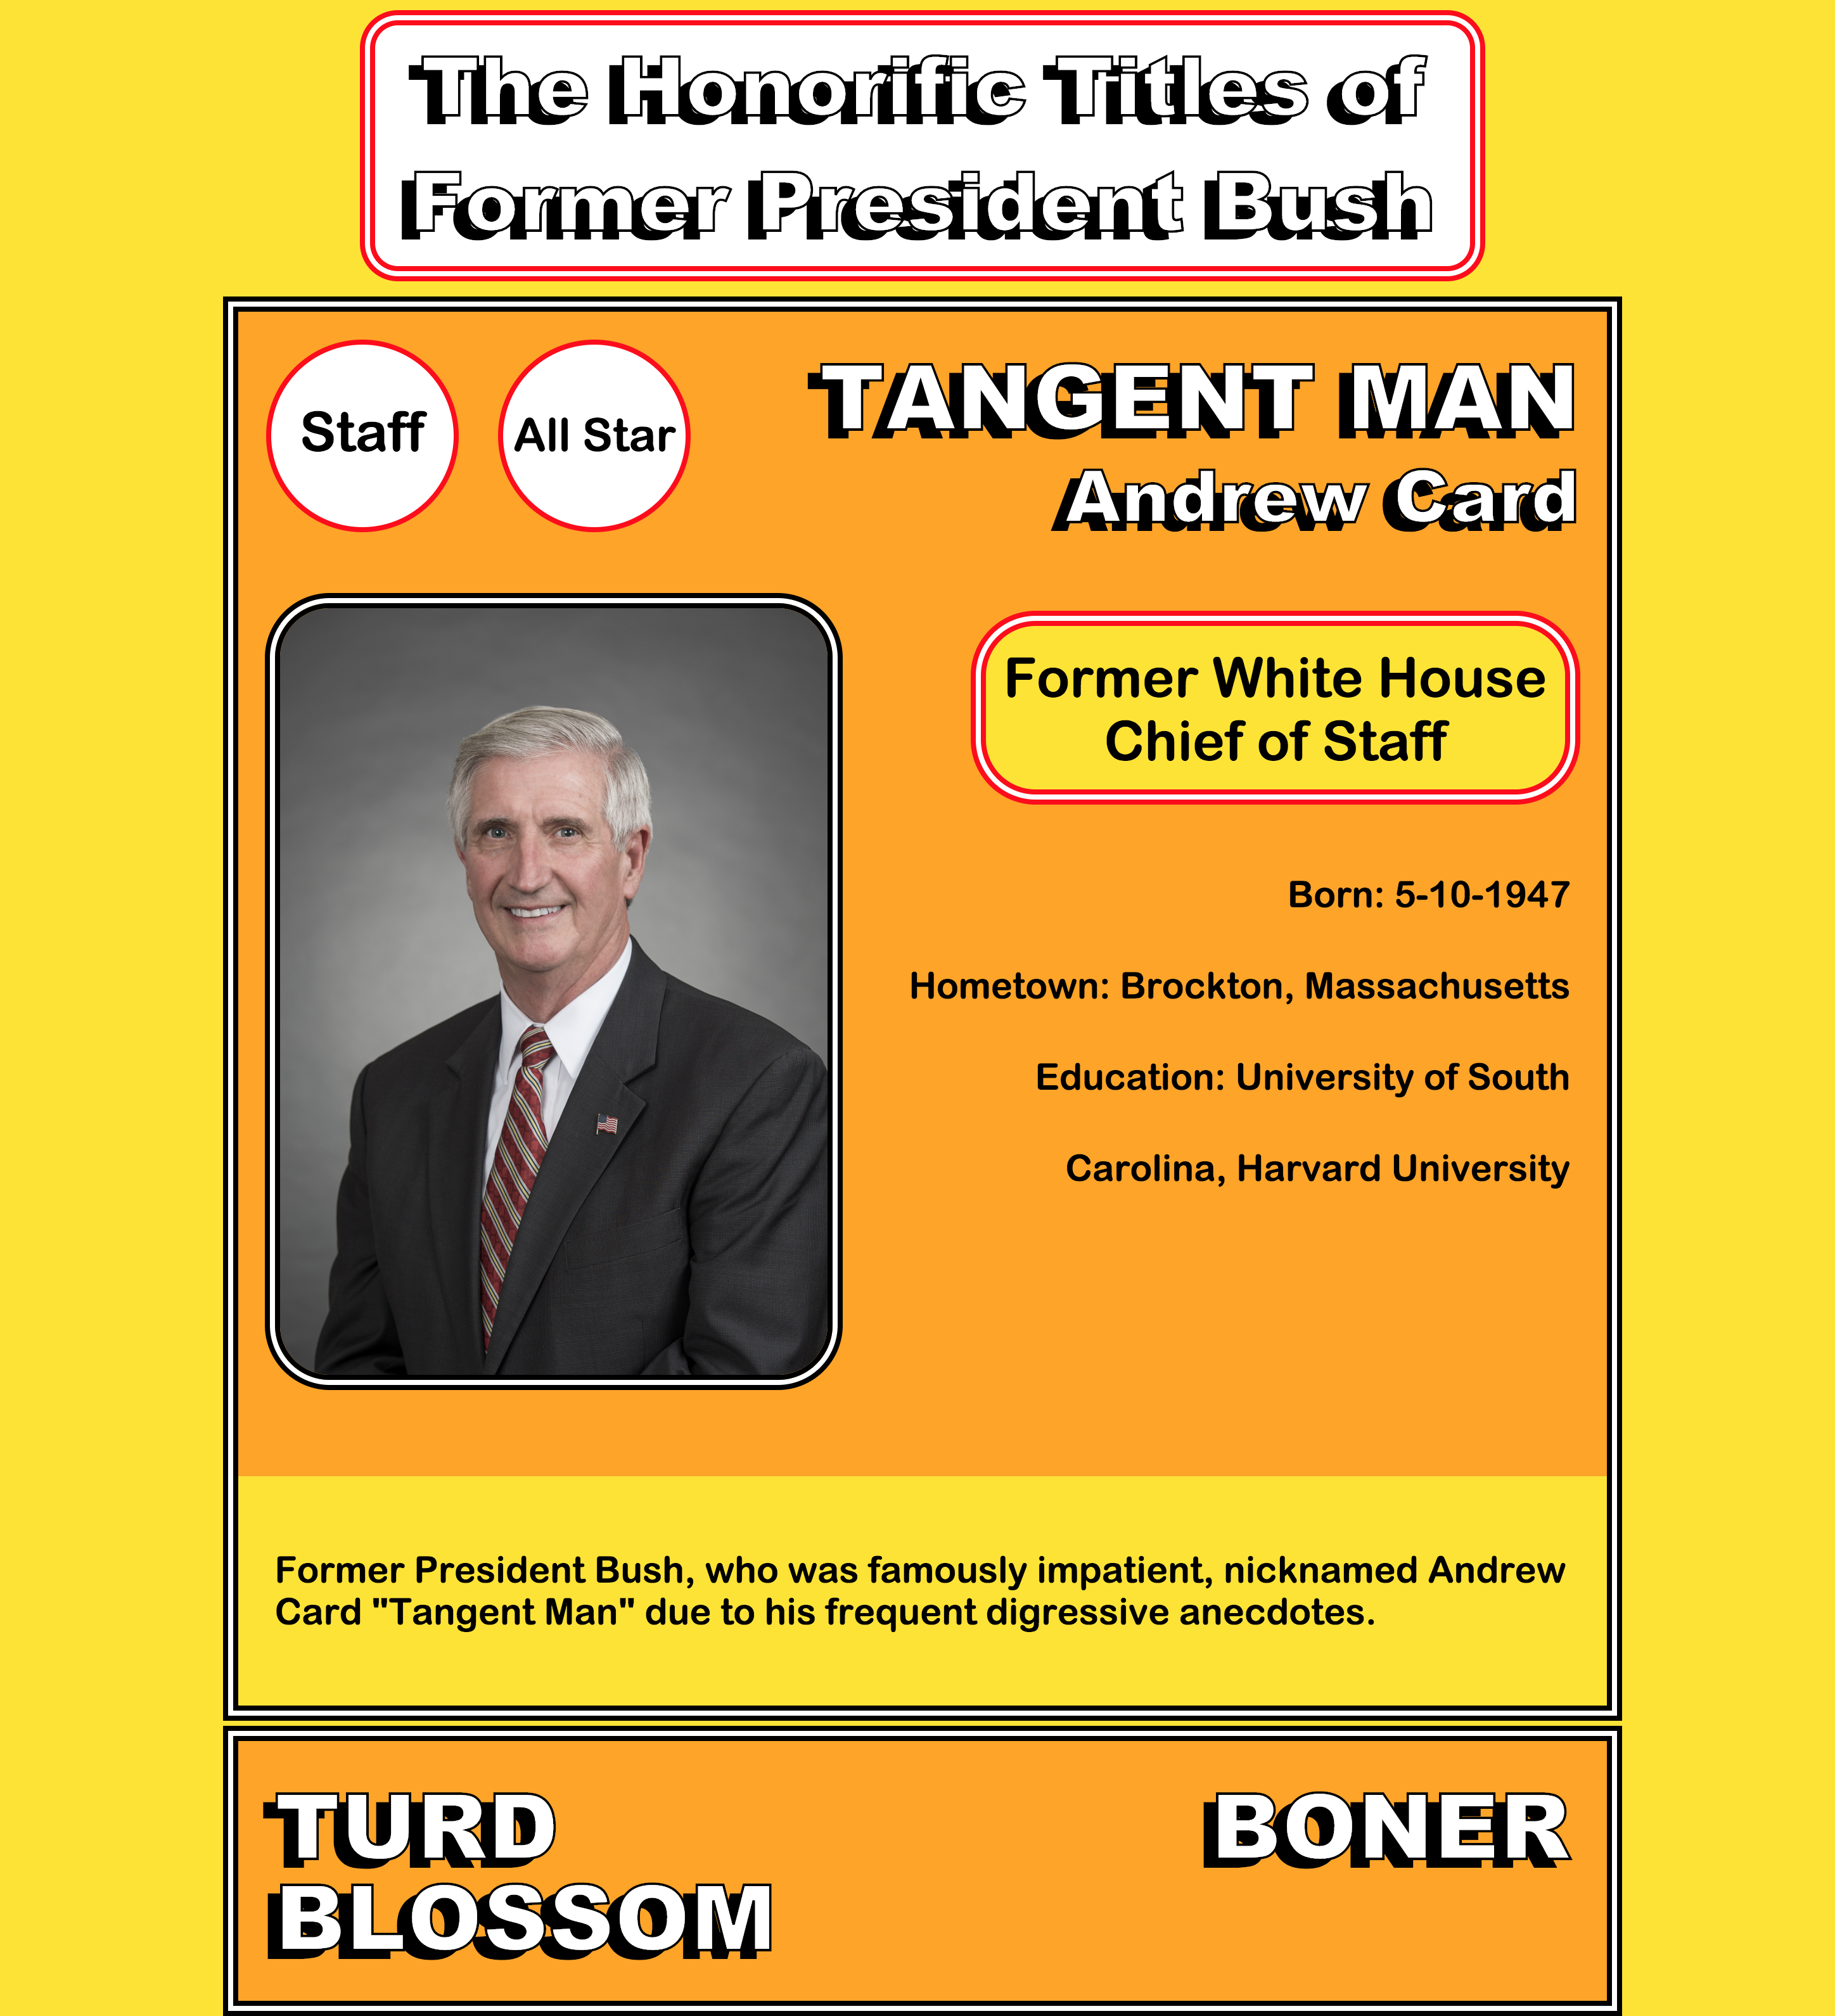 The Honorific Titles of
Former President Bush
Staff
All Star
TANGENT MAN
Andrew Card
Former White House
Chief of Staff
Born: 5-10-1947
Hometown: Brockton, Massachusetts
Education: University of South
Carolina, Harvard University
Former President Bush, who was famously impatient, nicknamed Andrew
Card "Tangent Man" due to his frequent digressive anecdotes.
TURD
BLOSSOM
BONER